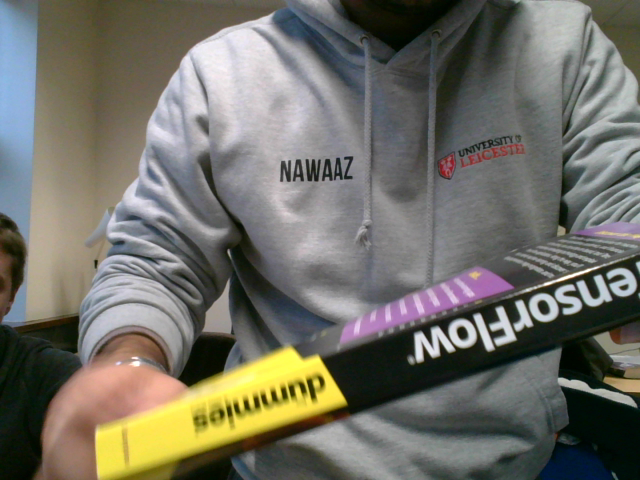 NAWAAZ
UNIVERSITY OF
LEICESTER
TensorFlow®
dummies